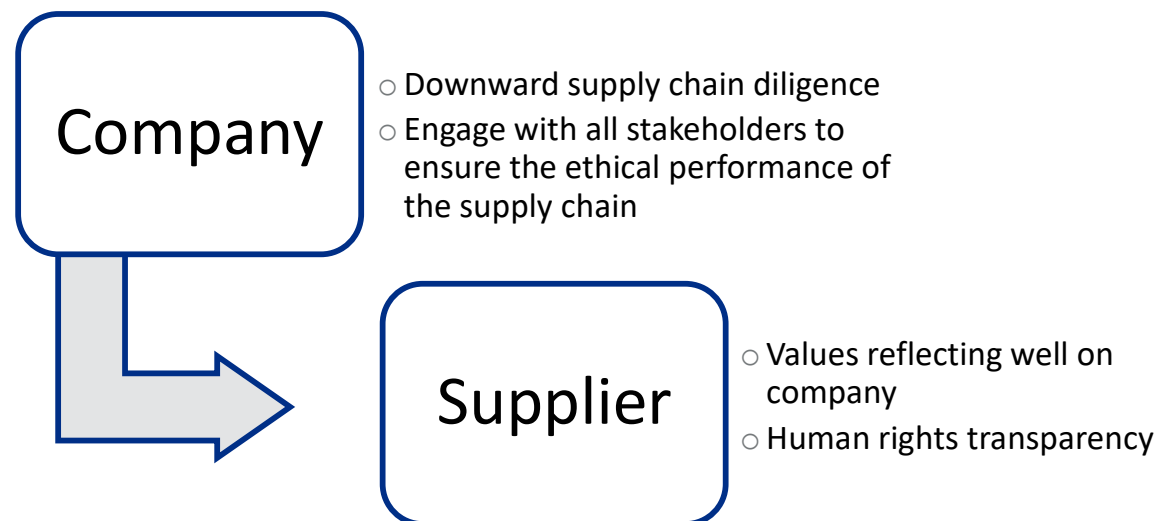 Company
○ Downward supply chain diligence
○ Engage with all stakeholders to
ensure the ethical performance of
the supply chain
Supplier
○ Values reflecting well on
company
○ Human rights transparency